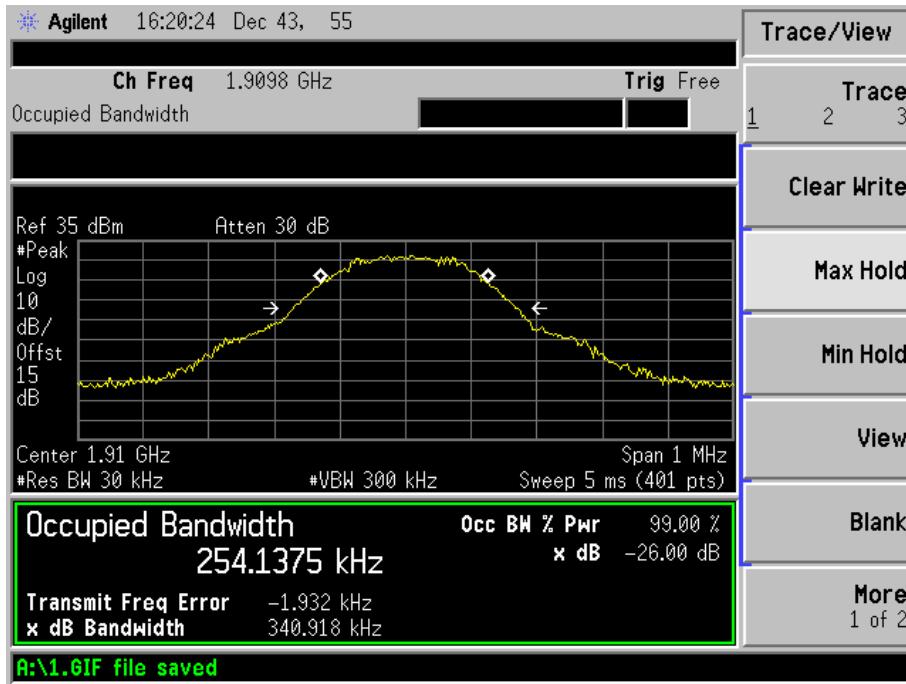 Agilent 16:20:24 Dec 43, 55
Trace/View
Ch Freq 1.9098 GHz Trig Free
Occupied Bandwidth
Trace
1 2 3
Clear Write
Max Hold
Min Hold
View
Blank
More
1 of 2
Ref 35 dBm Atten 30 dB
#Peak
Log
10
dB/
Offst
15
dB
Center 1.91 GHz Span 1 MHz
#Res BW 30 kHz #VBW 300 kHz Sweep 5 ms (401 pts)
Occupied Bandwidth Occ BW % Pwr 99.00 %
254.1375 kHz x dB -26.00 dB
Transmit Freq Error -1.932 kHz
x dB Bandwidth 340.918 kHz
A:\1.GIF file saved